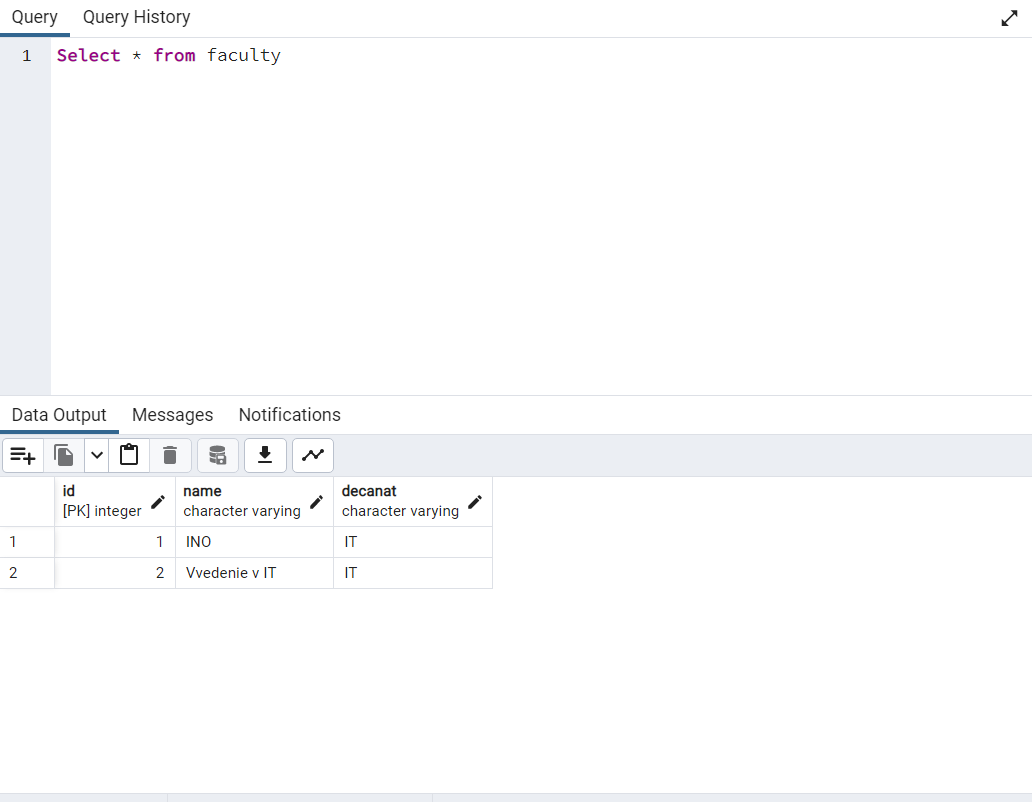 Query Query History
1 Select * from faculty
Data Output Messages Notifications
id name decanat
[PK] integer character varying character varying
1 1 INO IT
2 2 Vvedenie v IT IT